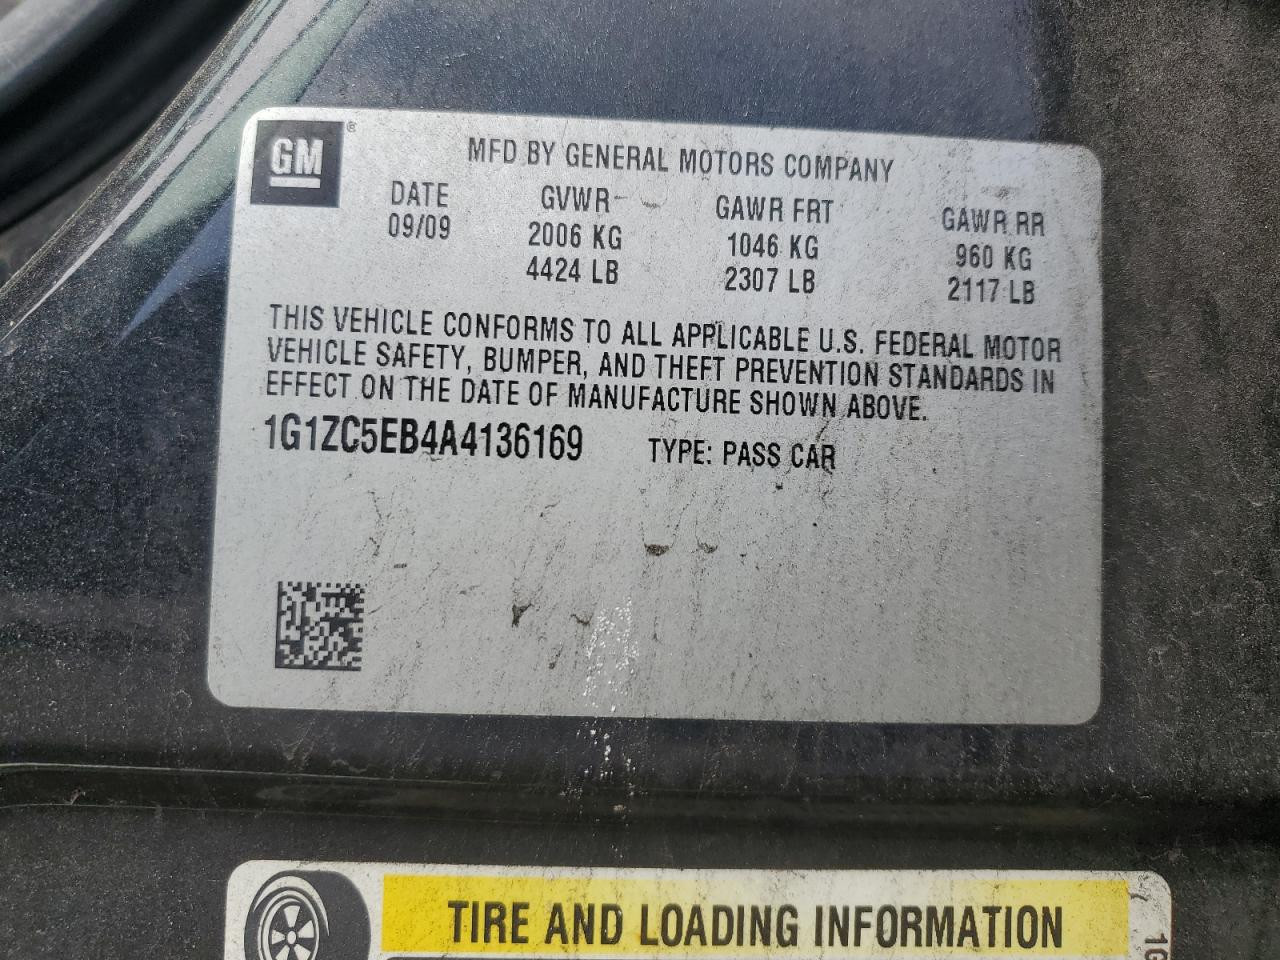 GM®
MFD BY GENERAL MOTORS COMPANY
DATE GVWR GAWR FRT GAWR RR
09/09 2006 KG 1046 KG 960 KG
4424 LB 2307 LB 2117 LB
THIS VEHICLE CONFORMS TO ALL APPLICABLE U.S. FEDERAL MOTOR
VEHICLE SAFETY, BUMPER, AND THEFT PREVENTION STANDARDS IN
EFFECT ON THE DATE OF MANUFACTURE SHOWN ABOVE.
1G1ZC5EB4A4136169 TYPE: PASS CAR
TIRE AND LOADING INFORMATION